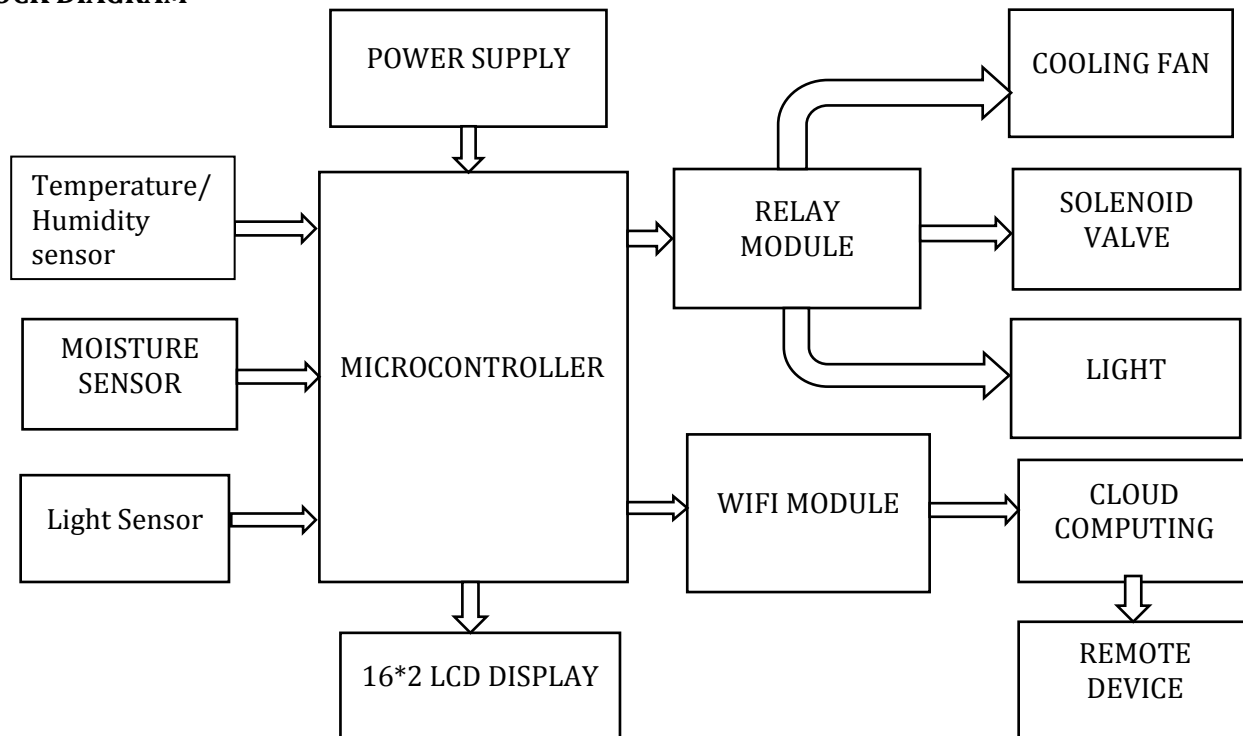 POWER SUPPLY
COOLING FAN
Temperature/
Humidity
sensor
RELAY
MODULE
SOLENOID
VALVE
MOISTURE
SENSOR
MICROCONTROLLER
LIGHT
Light Sensor
WIFI MODULE
CLOUD
COMPUTING
16*2 LCD DISPLAY
REMOTE
DEVICE